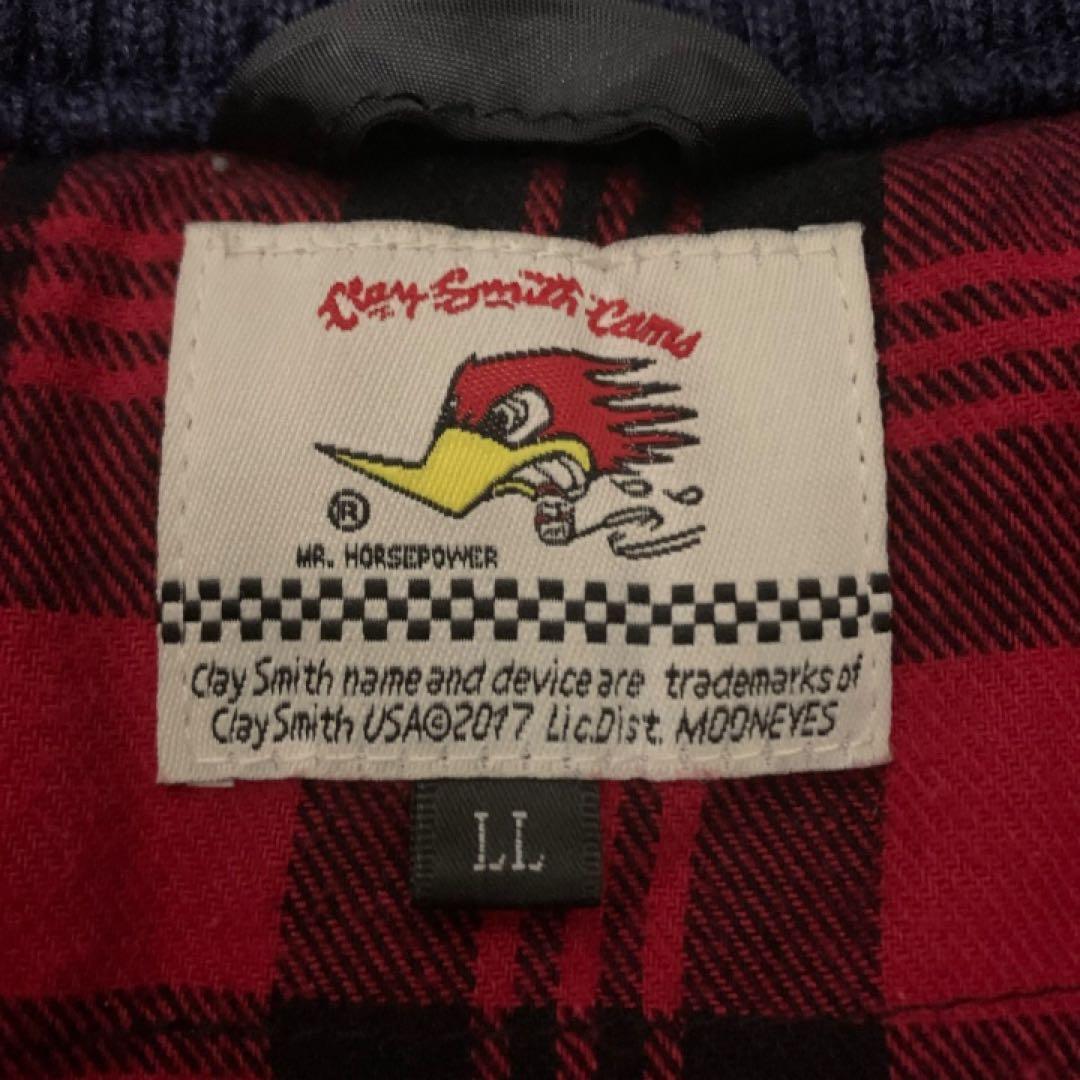 Clay Smith Cams
®
MR. HORSEPOWER
Clay Smith name and device are trademarks of
Clay Smith USA©2017 Lic.Dist. MOONEYES
LL